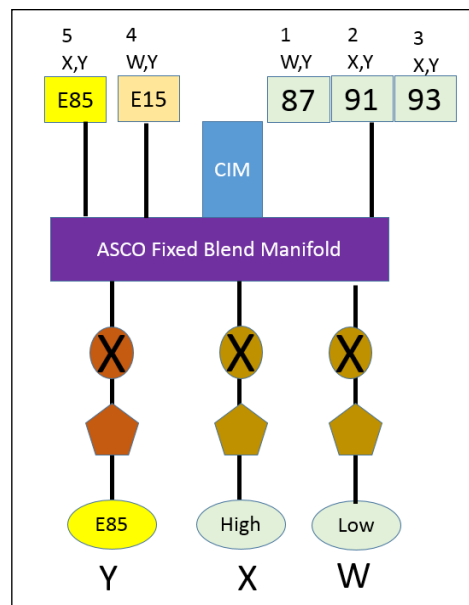 5 4 1 2 3
X,Y W,Y W,Y X,Y X,Y
E85 E15 87 91 93
CIM
ASCO Fixed Blend Manifold
X X X
E85 High Low
Y X W